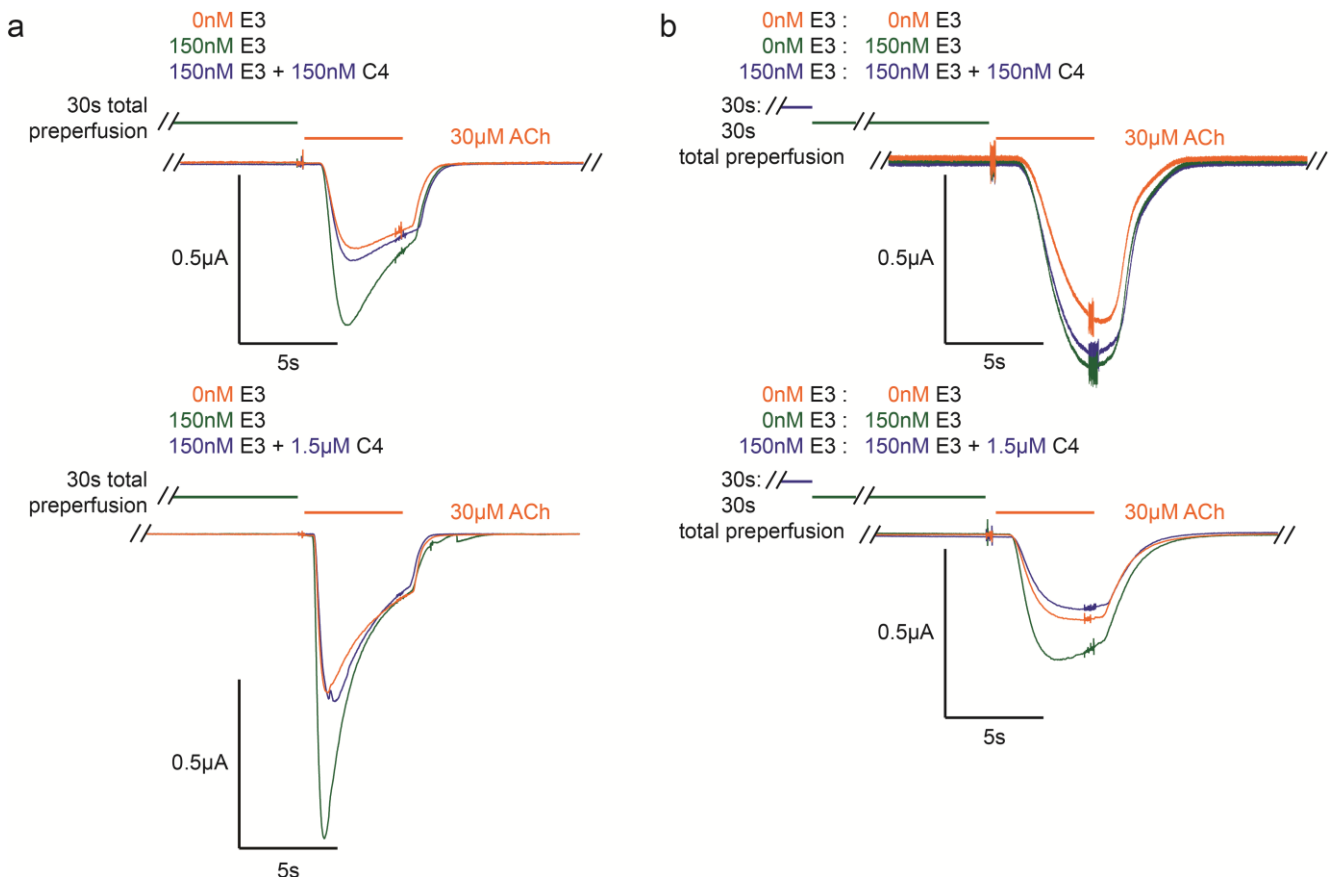 a
0nM E3
150nM E3
150nM E3 + 150nM C4
30s total
preperfusion
30µM ACh
0.5µA
5s
0nM E3
150nM E3
150nM E3 + 1.5µM C4
30s total
preperfusion
30µM ACh
0.5µA
5s
b
0nM E3 : 0nM E3
0nM E3 : 150nM E3
150nM E3 : 150nM E3 + 150nM C4
30s:
30s
total preperfusion
30µM ACh
0.5µA
5s
0nM E3 : 0nM E3
0nM E3 : 150nM E3
150nM E3 : 150nM E3 + 1.5µM C4
30s:
30s
total preperfusion
30µM ACh
0.5µA
5s